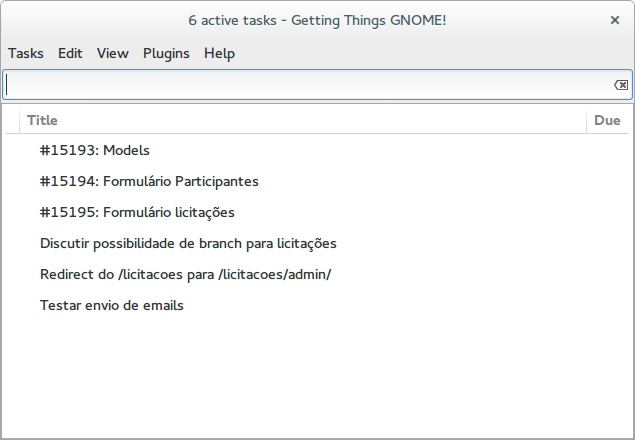 6 active tasks - Getting Things GNOME!
Tasks Edit View Plugins Help
Title Due
#15193: Models
#15194: Formulário Participantes
#15195: Formulário licitações
Discutir possibilidade de branch para licitações
Redirect do /licitacoes para /licitacoes/admin/
Testar envio de emails